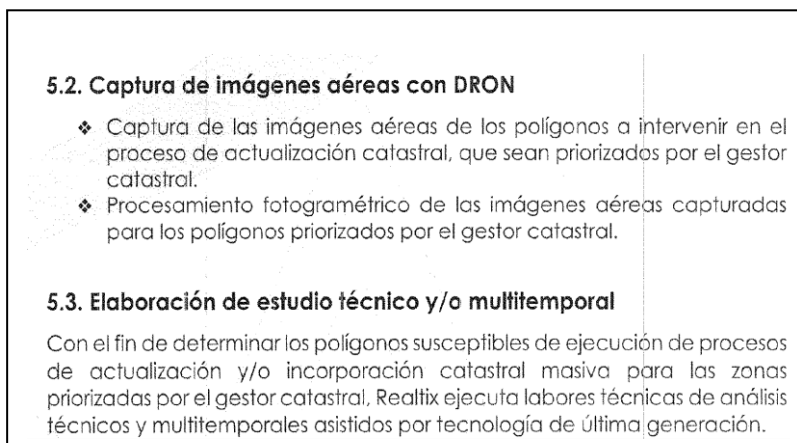 5.2. Captura de imágenes aéreas con DRON
❖ Captura de las imágenes aéreas de los polígonos a intervenir en el
proceso de actualización catastral, que sean priorizados por el gestor
catastral.
❖ Procesamiento fotogramétrico de las imágenes aéreas capturadas
para los polígonos priorizados por el gestor catastral.
5.3. Elaboración de estudio técnico y/o multitemporal
Con el fin de determinar los polígonos susceptibles de ejecución de procesos
de actualización y/o incorporación catastral masiva para las zonas
priorizadas por el gestor catastral, Realtix ejecuta labores técnicas de análisis
técnicos y multitemporales asistidos por tecnología de última generación.